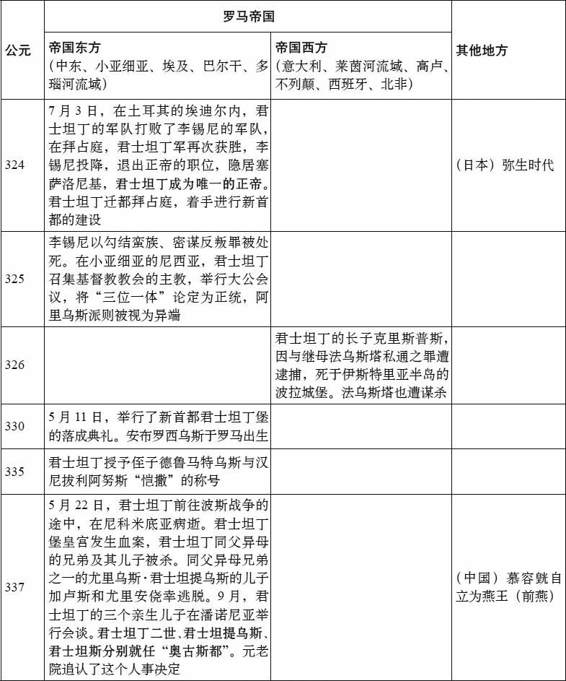 公元
罗马帝国
帝国东方
(中东、小亚细亚、埃及、巴尔干、多
瑙河流域)
帝国西方
(意大利、莱茵河流域、高卢、
不列颠、西班牙、北非)
其他地方
324
7 月 3 日，在土耳其的埃迪尔内，君
士坦丁的军队打败了李锡尼的军队，
在拜占庭，君士坦丁军再次获胜，李
锡尼投降，退出正帝的职位，隐居塞
萨洛尼基，君士坦丁成为唯一的正帝。
君士坦丁迁都拜占庭，着手进行新首
都的建设
(日本) 弥生时代
325
李锡尼以勾结蛮族、密谋反叛罪被处
死。在小亚细亚的尼西亚，君士坦丁
召集基督教教会的主教，举行大公会
议，将“三位一体”论定为正统，阿
里乌斯派则被视为异端
326
君士坦丁的长子克里斯普斯，
因与继母法乌斯塔私通之罪遭
逮捕，死于伊斯特里亚半岛的
波拉城堡。法乌斯塔也遭谋杀
330
5 月 11 日，举行了新首都君士坦丁堡
的落成典礼。安布罗西乌斯于罗马出生
335
君士坦丁授予侄子德鲁马特乌斯与汉
尼拔利阿努斯“恺撒”的称号
337
5 月 22 日，君士坦丁前往波斯战争的
途中，在尼科米底亚病逝。君士坦丁
堡皇宫发生血案，君士坦丁同父异母
的兄弟及其儿子被杀。同父异母兄弟
之一的尤里乌斯·君士坦提乌斯的儿子
加卢斯和尤里安侥幸逃脱。9 月，君
士坦丁的三个亲生儿子在潘诺尼亚举
行会谈。君士坦丁二世、君士坦提乌斯、
君士坦斯分别就任“奥古斯都”。元老
院追认了这个人事决定
(中国) 慕容皝自
立为燕王 (前燕)